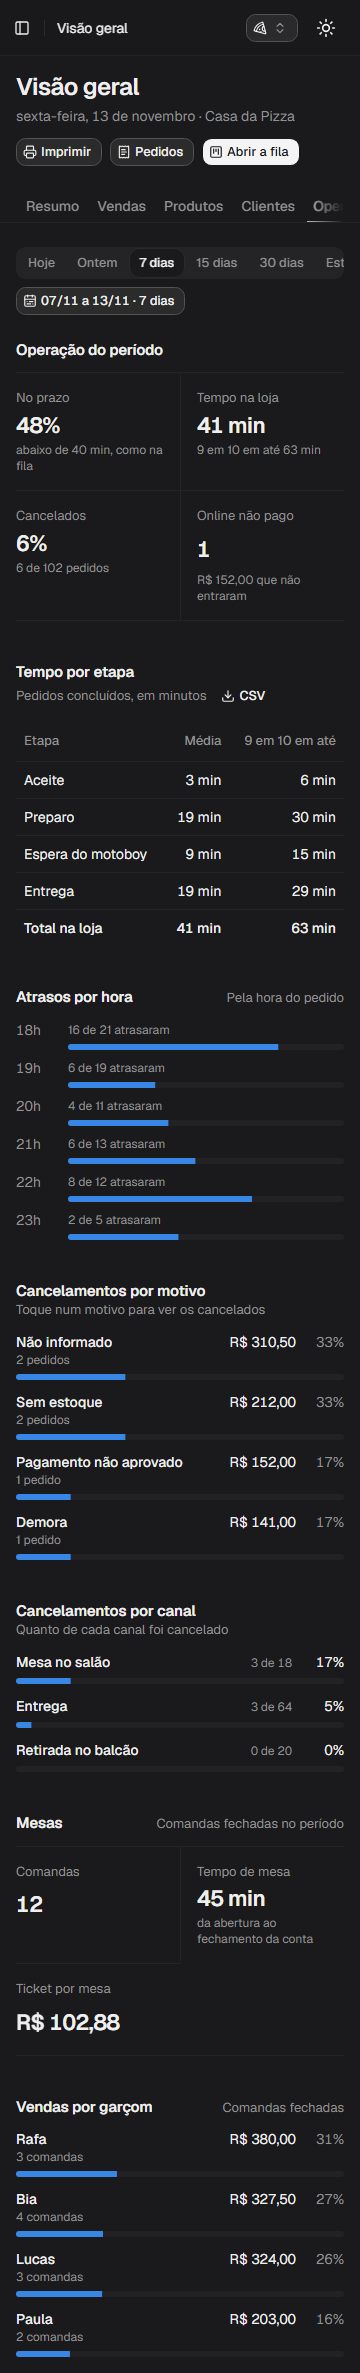 Visão geral
Visão geral
sexta-feira, 13 de novembro · Casa da Pizza
Imprimir Pedidos Abrir a fila
Resumo Vendas Produtos Clientes Ope
Hoje Ontem 7 dias 15 dias 30 dias Est
07/11 a 13/11 · 7 dias
Operação do período
No prazo
48%
abaixo de 40 min, como na
fila
Tempo na loja
41 min
9 em 10 em até 63 min
Cancelados
6%
6 de 102 pedidos
Online não pago
1
R$ 152,00 que não
entraram
Tempo por etapa
Pedidos concluídos, em minutos CSV
Etapa Média 9 em 10 em até
Aceite 3 min 6 min
Preparo 19 min 30 min
Espera do motoboy 9 min 15 min
Entrega 19 min 29 min
Total na loja 41 min 63 min
Atrasos por hora Pela hora do pedido
18h 16 de 21 atrasaram
19h 6 de 19 atrasaram
20h 4 de 11 atrasaram
21h 6 de 13 atrasaram
22h 8 de 12 atrasaram
23h 2 de 5 atrasaram
Cancelamentos por motivo
Toque num motivo para ver os cancelados
Não informado R$ 310,50 33%
2 pedidos
Sem estoque R$ 212,00 33%
2 pedidos
Pagamento não aprovado R$ 152,00 17%
1 pedido
Demora R$ 141,00 17%
1 pedido
Cancelamentos por canal
Quanto de cada canal foi cancelado
Mesa no salão 3 de 18 17%
Entrega 3 de 64 5%
Retirada no balcão 0 de 20 0%
Mesas Comandas fechadas no período
Comandas
12
Tempo de mesa
45 min
da abertura ao
fechamento da conta
Ticket por mesa
R$ 102,88
Vendas por garçom Comandas fechadas
Rafa R$ 380,00 31%
3 comandas
Bia R$ 327,50 27%
4 comandas
Lucas R$ 324,00 26%
3 comandas
Paula R$ 203,00 16%
2 comandas